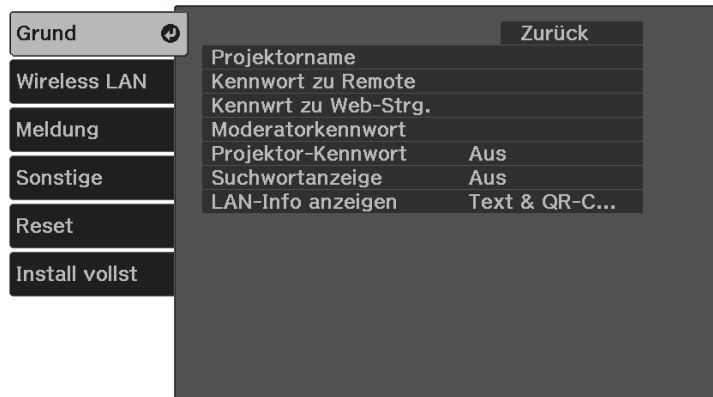 Grund
Wireless LAN
Meldung
Sonstige
Reset
Install vollst
Zurück
Projektorname
Kennwort zu Remote
Kennwrt zu Web-Strg.
Moderatorkennwort
Projektor-Kennwort Aus
Suchwortanzeige Aus
LAN-Info anzeigen Text & QR-C...